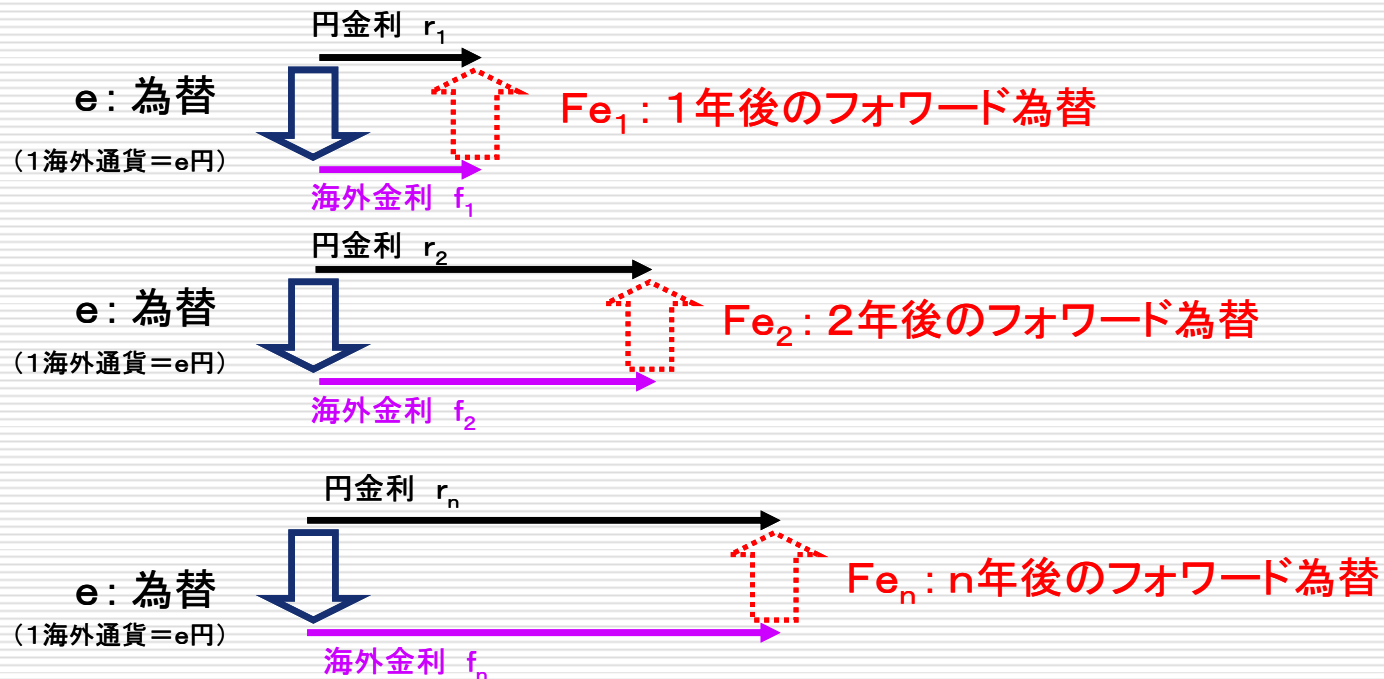 円金利 r₁
e：為替
（1海外通貨＝e円）
Fe₁：1年後のフォワード為替
海外金利 f₁
円金利 r₂
e：為替
（1海外通貨＝e円）
Fe₂：2年後のフォワード為替
海外金利 f₂
円金利 rₙ
e：為替
（1海外通貨＝e円）
Feₙ：n年後のフォワード為替
海外金利 fₙ